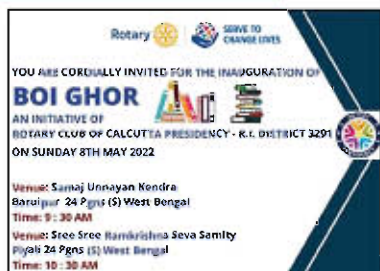 Rotary
SERVE TO
CHANGE LIVES
YOU ARE CORDIALLY INVITED FOR THE INAUGURATION OF
BOI GHOR
AN INITIATIVE OF
ROTARY CLUB OF CALCUTTA PRESIDENCY - R.I. DISTRICT 3291
ON SUNDAY 8TH MAY 2022
Venue: Samaj Unnayan Kendra
Baruipur 24 Pgns (S) West Bengal
Time: 9 : 30 AM
Venue: Sree Sree Ramkrishna Seva Samity
Piyali 24 Pgns (S) West Bengal
Time: 10 : 30 AM